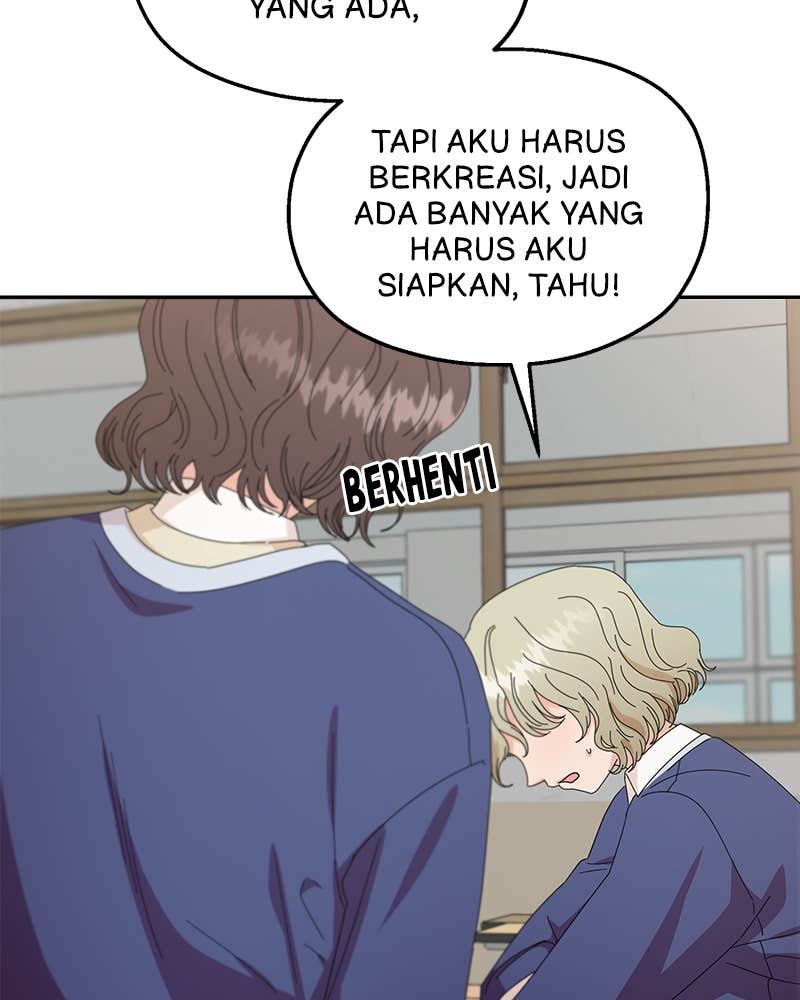 YANG ADA,
TAPI AKU HARUS
BERKREASI, JADI
ADA BANYAK YANG
HARUS AKU
SIAPKAN, TAHU!
BERHENTI